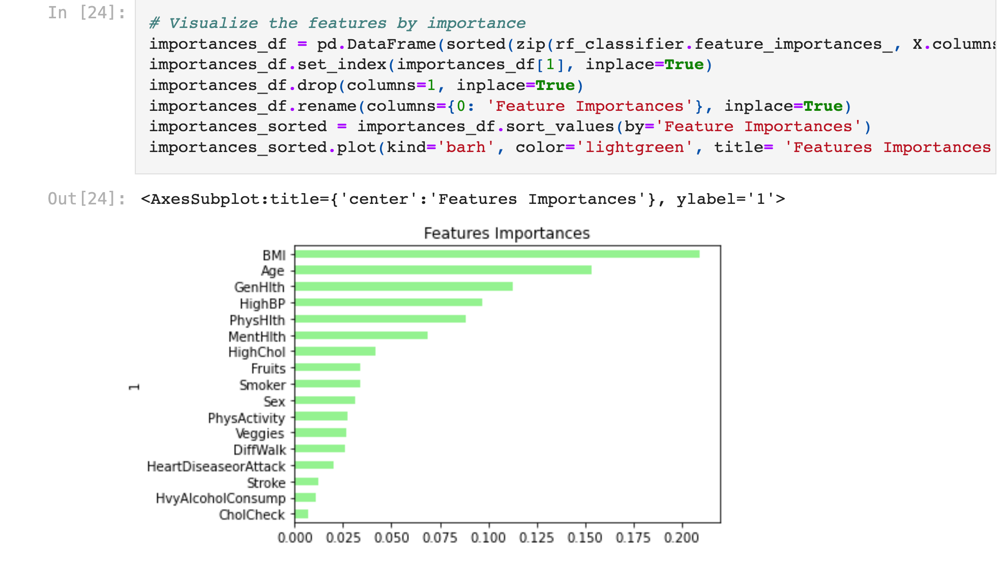 In [24]:
# Visualize the features by importance
importances_df = pd.DataFrame(sorted(zip(rf_classifier.feature_importances_, X.columns
importances_df.set_index(importances_df[1], inplace=True)
importances_df.drop(columns=1, inplace=True)
importances_df.rename(columns={0: 'Feature Importances'}, inplace=True)
importances_sorted = importances_df.sort_values(by='Feature Importances')
importances_sorted.plot(kind='barh', color='lightgreen', title= 'Features Importances
Out[24]: <AxesSubplot:title={'center':'Features Importances'}, ylabel='1'>
Features Importances
BMI
Age
GenHlth
HighBP
PhysHlth
MentHlth
HighChol
Fruits
Smoker
Sex
PhysActivity
Veggies
DiffWalk
HeartDiseaseorAttack
Stroke
HvyAlcoholConsump
CholCheck
1
0.000 0.025 0.050 0.075 0.100 0.125 0.150 0.175 0.200